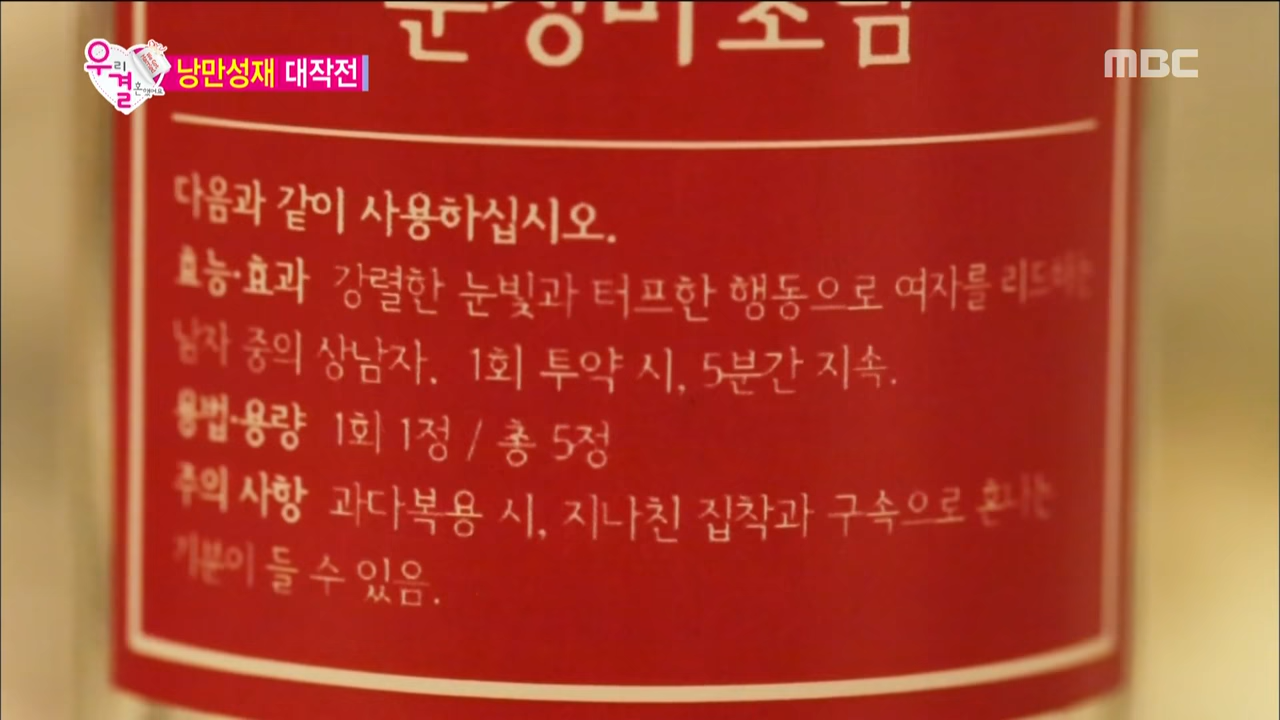 우리 결혼했어요
낭만성재 대작전
MBC
다음과 같이 사용하십시오.
효능·효과 강렬한 눈빛과 터프한 행동으로 여자를 리드하는
남자 중의 상남자. 1회 투약 시, 5분간 지속.
용법·용량 1회 1정 / 총 5정
주의 사항 과다복용 시, 지나친 집착과 구속으로 혼나는
기분이 들 수 있음.